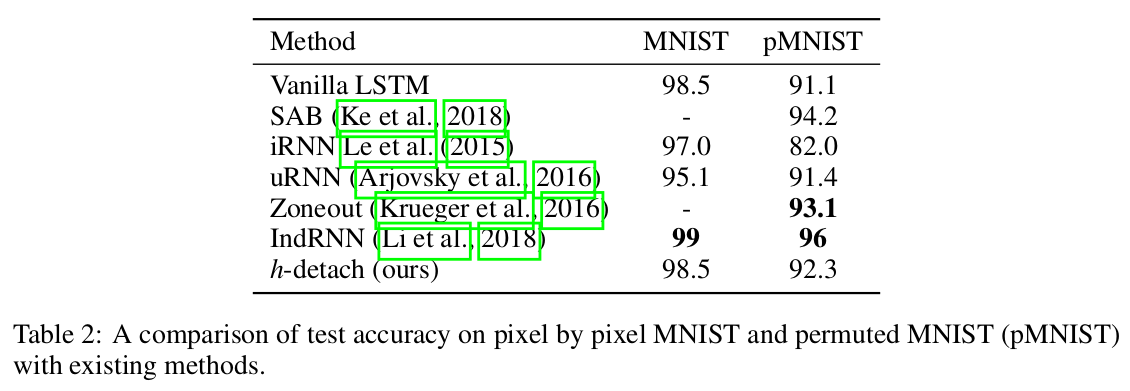 Method MNIST pMNIST
Vanilla LSTM 98.5 91.1
SAB (Ke et al., 2018) - 94.2
iRNN Le et al. (2015) 97.0 82.0
uRNN (Arjovsky et al., 2016) 95.1 91.4
Zoneout (Krueger et al., 2016) - 93.1
IndRNN (Li et al., 2018) 99 96
h-detach (ours) 98.5 92.3
Table 2: A comparison of test accuracy on pixel by pixel MNIST and permuted MNIST (pMNIST)
with existing methods.